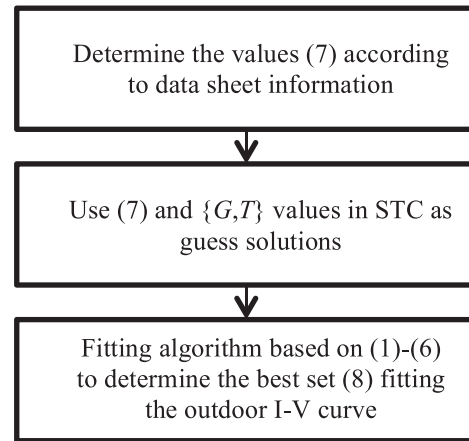 Determine the values (7) according
to data sheet information
Use (7) and {G,T} values in STC as
guess solutions
Fitting algorithm based on (1)-(6)
to determine the best set (8) fitting
the outdoor I-V curve